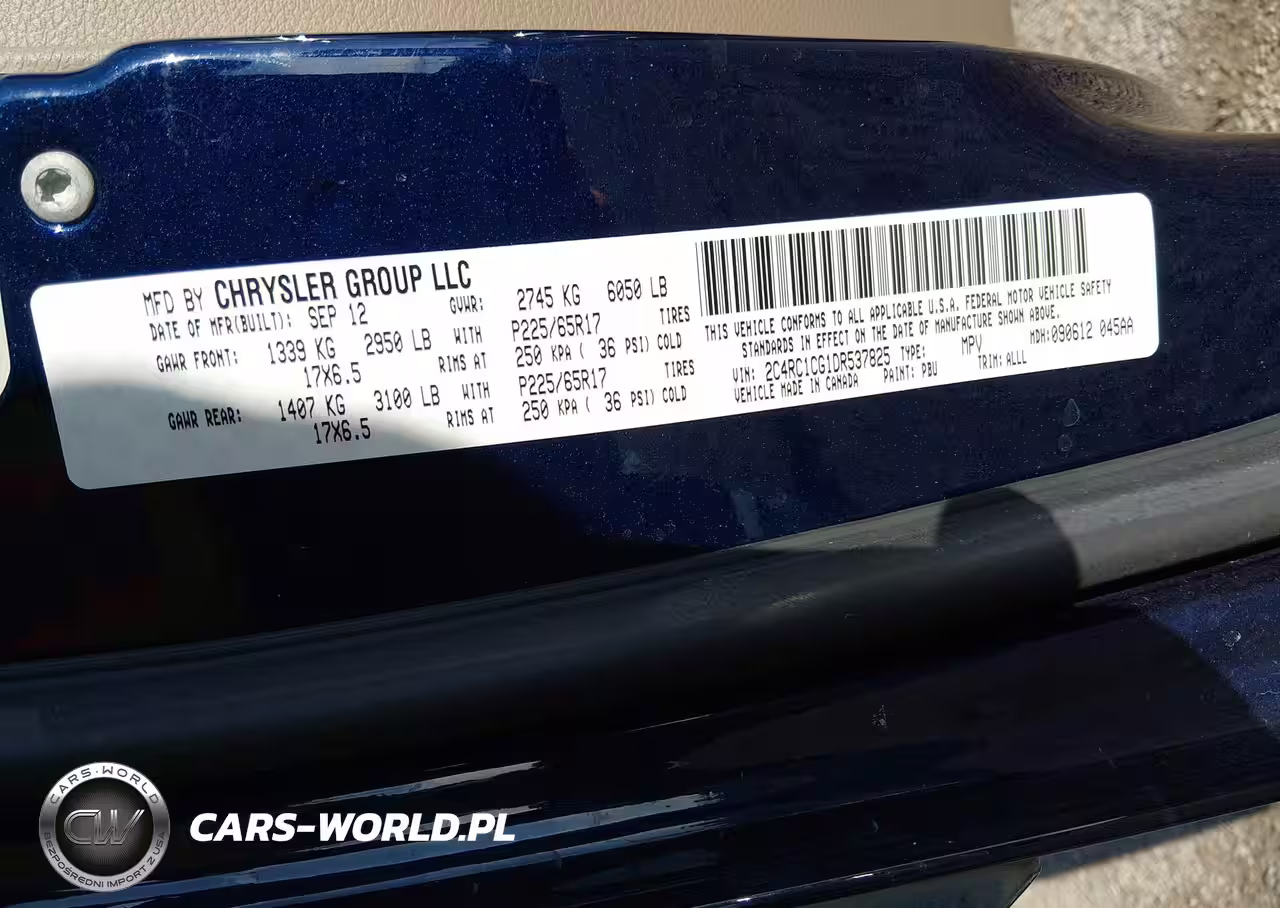 MFD BY CHRYSLER GROUP LLC
DATE OF MFR(BUILT): SEP 12 GVWR: 2745 KG 6050 LB
GAWR FRONT: 1339 KG 2950 LB WITH P225/65R17 TIRES
17X6.5 RIMS AT 250 KPA ( 36 PSI) COLD
GAWR REAR: 1407 KG 3100 LB WITH P225/65R17 TIRES
17X6.5 RIMS AT 250 KPA ( 36 PSI) COLD
THIS VEHICLE CONFORMS TO ALL APPLICABLE U.S.A. FEDERAL MOTOR VEHICLE SAFETY
STANDARDS IN EFFECT ON THE DATE OF MANUFACTURE SHOWN ABOVE.
VIN: 2C4RC1CG1DR537825 TYPE: MPV MDH:090612 045AA
VEHICLE MADE IN CANADA PAINT: PBU TRIM: ALLL
CARS-WORLD
CW
BEZPOŚREDNI IMPORT Z USA
CARS-WORLD.PL